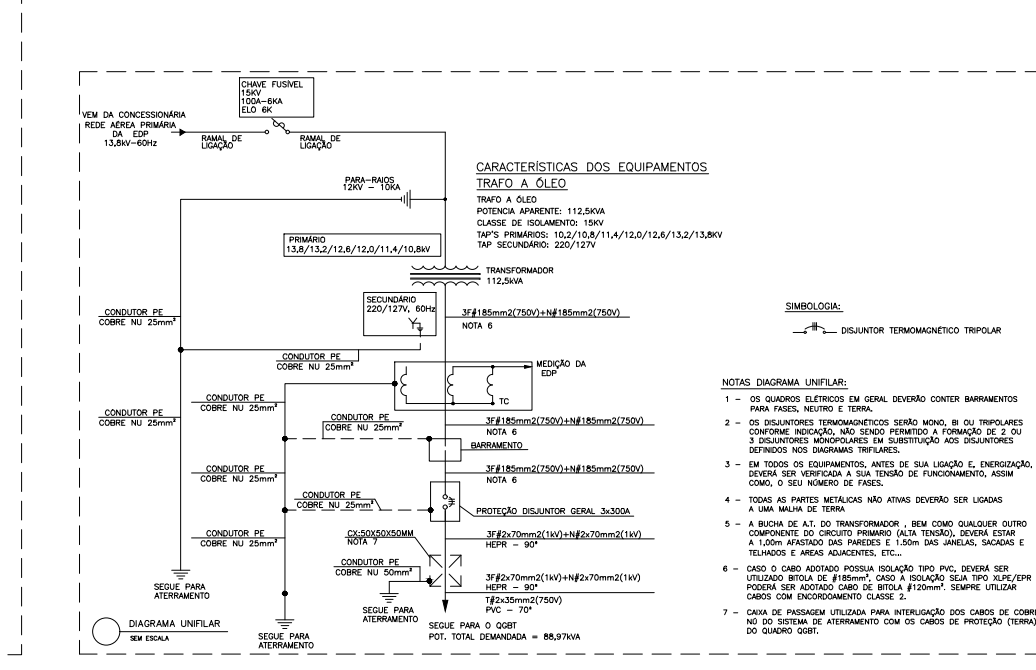 CHAVE FUSÍVEL
15KV
100A-6KA
ELO 6K
VEM DA CONCESSIONÁRIA
REDE AÉREA PRIMÁRIA
DA EDP
13,8kV-60Hz
RAMAL DE
LIGAÇÃO
RAMAL DE
LIGAÇÃO
PARA-RAIOS
12KV - 10KA
CARACTERÍSTICAS DOS EQUIPAMENTOS
TRAFO A ÓLEO
TRAFO A ÓLEO
POTENCIA APARENTE: 112,5KVA
CLASSE DE ISOLAMENTO: 15KV
TAP'S PRIMÁRIOS: 10,2/10,8/11,4/12,0/12,6/13,2/13,8KV
TAP SECUNDÁRIO: 220/127V
PRIMÁRIO
13,8/13,2/12,6/12,0/11,4/10,8kV
TRANSFORMADOR
112,5kVA
SECUNDÁRIO
220/127V, 60Hz
3F#185mm2(750V)+N#185mm2(750V)
NOTA 6
CONDUTOR PE
COBRE NU 25mm²
CONDUTOR PE
COBRE NU 25mm²
MEDIÇÃO DA
EDP
TC
CONDUTOR PE
COBRE NU 25mm²
CONDUTOR PE
COBRE NU 25mm²
CONDUTOR PE
COBRE NU 25mm²
3F#185mm2(750V)+N#185mm2(750V)
NOTA 6
BARRAMENTO
CONDUTOR PE
COBRE NU 25mm²
3F#185mm2(750V)+N#185mm2(750V)
NOTA 6
CONDUTOR PE
COBRE NU 25mm²
PROTEÇÃO DISJUNTOR GERAL 3x300A
CONDUTOR PE
COBRE NU 25mm²
CX:50X50X50MM
NOTA 7
3F#2x70mm2(1kV)+N#2x70mm2(1kV)
HEPR - 90°
CONDUTOR PE
COBRE NU 50mm²
3F#2x70mm2(1kV)+N#2x70mm2(1kV)
HEPR - 90°
T#2x35mm2(750V)
PVC - 70°
SEGUE PARA
ATERRAMENTO
SEGUE PARA
ATERRAMENTO
SEGUE PARA
ATERRAMENTO
SEGUE PARA O QGBT
POT. TOTAL DEMANDADA = 88,97kVA
DIAGRAMA UNIFILAR
SEM ESCALA
SIMBOLOGIA:
DISJUNTOR TERMOMAGNÉTICO TRIPOLAR
NOTAS DIAGRAMA UNIFILAR:
1 - OS QUADROS ELÉTRICOS EM GERAL DEVERÃO CONTER BARRAMENTOS
PARA FASES, NEUTRO E TERRA.
2 - OS DISJUNTORES TERMOMAGNÉTICOS SERÃO MONO, BI OU TRIPOLARES
CONFORME INDICAÇÃO, NÃO SENDO PERMITIDO A FORMAÇÃO DE 2 OU
3 DISJUNTORES MONOPOLARES EM SUBSTITUIÇÃO AOS DISJUNTORES
DEFINIDOS NOS DIAGRAMAS TRIFILARES.
3 - EM TODOS OS EQUIPAMENTOS, ANTES DE SUA LIGAÇÃO E, ENERGIZAÇÃO,
DEVERÁ SER VERIFICADA A SUA TENSÃO DE FUNCIONAMENTO, ASSIM
COMO, O SEU NÚMERO DE FASES.
4 - TODAS AS PARTES METÁLICAS NÃO ATIVAS DEVERÃO SER LIGADAS
A UMA MALHA DE TERRA
5 - A BUCHA DE A.T. DO TRANSFORMADOR , BEM COMO QUALQUER OUTRO
COMPONENTE DO CIRCUITO PRIMARIO (ALTA TENSÃO), DEVERÁ ESTAR
A 1,00m AFASTADO DAS PAREDES E 1.50m DAS JANELAS, SACADAS E
TELHADOS E AREAS ADJACENTES, ETC...
6 - CASO O CABO ADOTADO POSSUA ISOLAÇÃO TIPO PVC, DEVERÁ SER
UTILIZADO BITOLA DE #185mm², CASO A ISOLAÇÃO SEJA TIPO XLPE/EPR
PODERÁ SER ADOTADO CABO DE BITOLA #120mm². SEMPRE UTILIZAR
CABOS COM ENCORDOAMENTO CLASSE 2.
7 - CAIXA DE PASSAGEM UTILIZADA PARA INTERLIGAÇÃO DOS CABOS DE COBRE
NÚ DO SISTEMA DE ATERRAMENTO COM OS CABOS DE PROTEÇÃO (TERRA)
DO QUADRO QGBT.